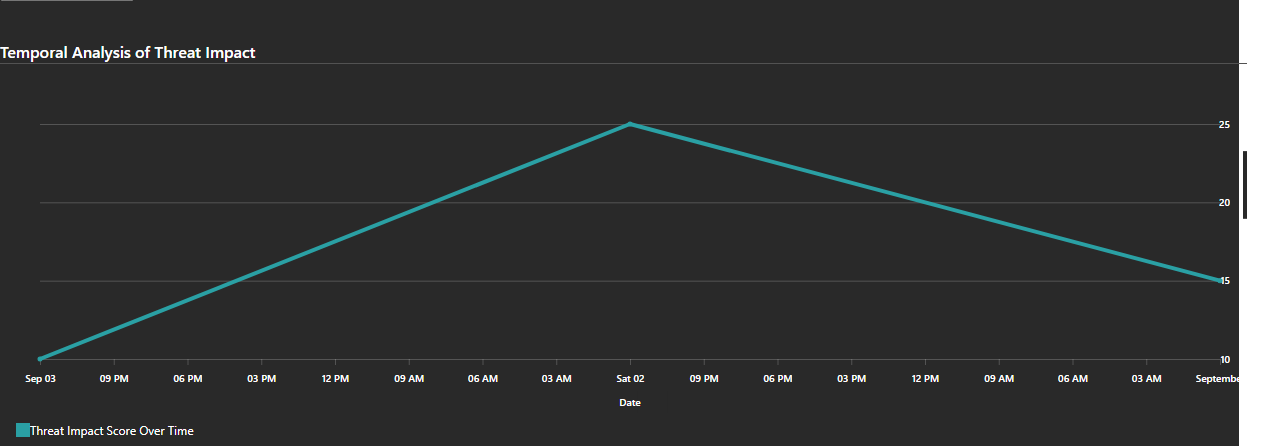 Temporal Analysis of Threat Impact
25
20
15
10
Sep 03 09 PM 06 PM 03 PM 12 PM 09 AM 06 AM 03 AM Sat 02 09 PM 06 PM 03 PM 12 PM 09 AM 06 AM 03 AM Septembe
Date
Threat Impact Score Over Time